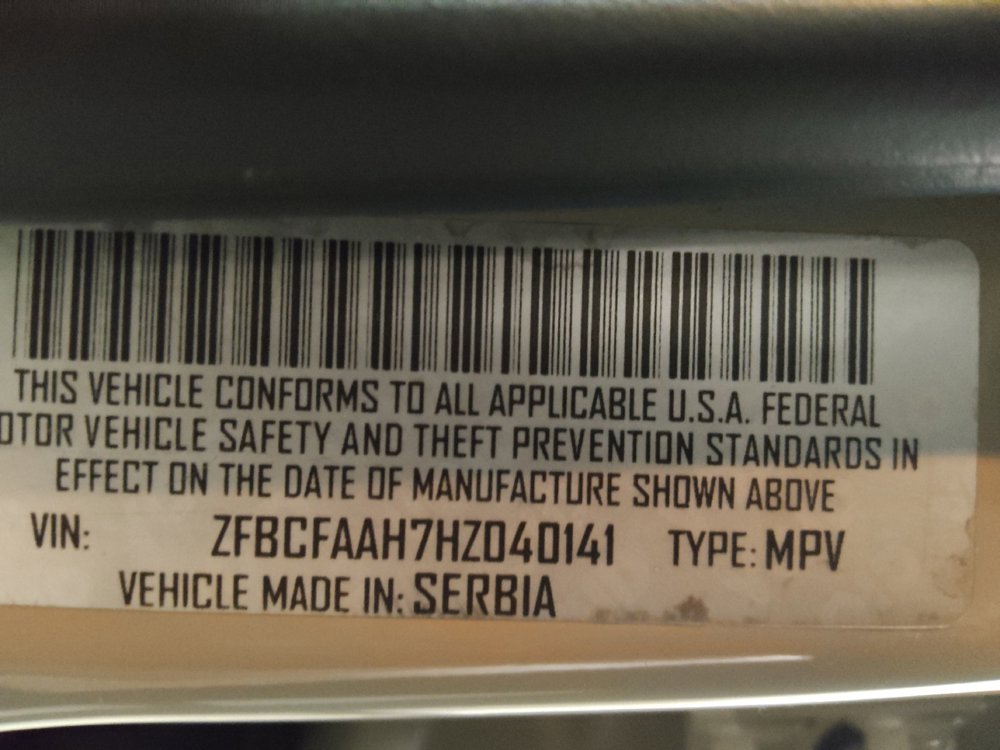 THIS VEHICLE CONFORMS TO ALL APPLICABLE U.S.A. FEDERAL
OTOR VEHICLE SAFETY AND THEFT PREVENTION STANDARDS IN
EFFECT ON THE DATE OF MANUFACTURE SHOWN ABOVE
VIN: ZFBCFAAH7HZ040141 TYPE: MPV
VEHICLE MADE IN: SERBIA